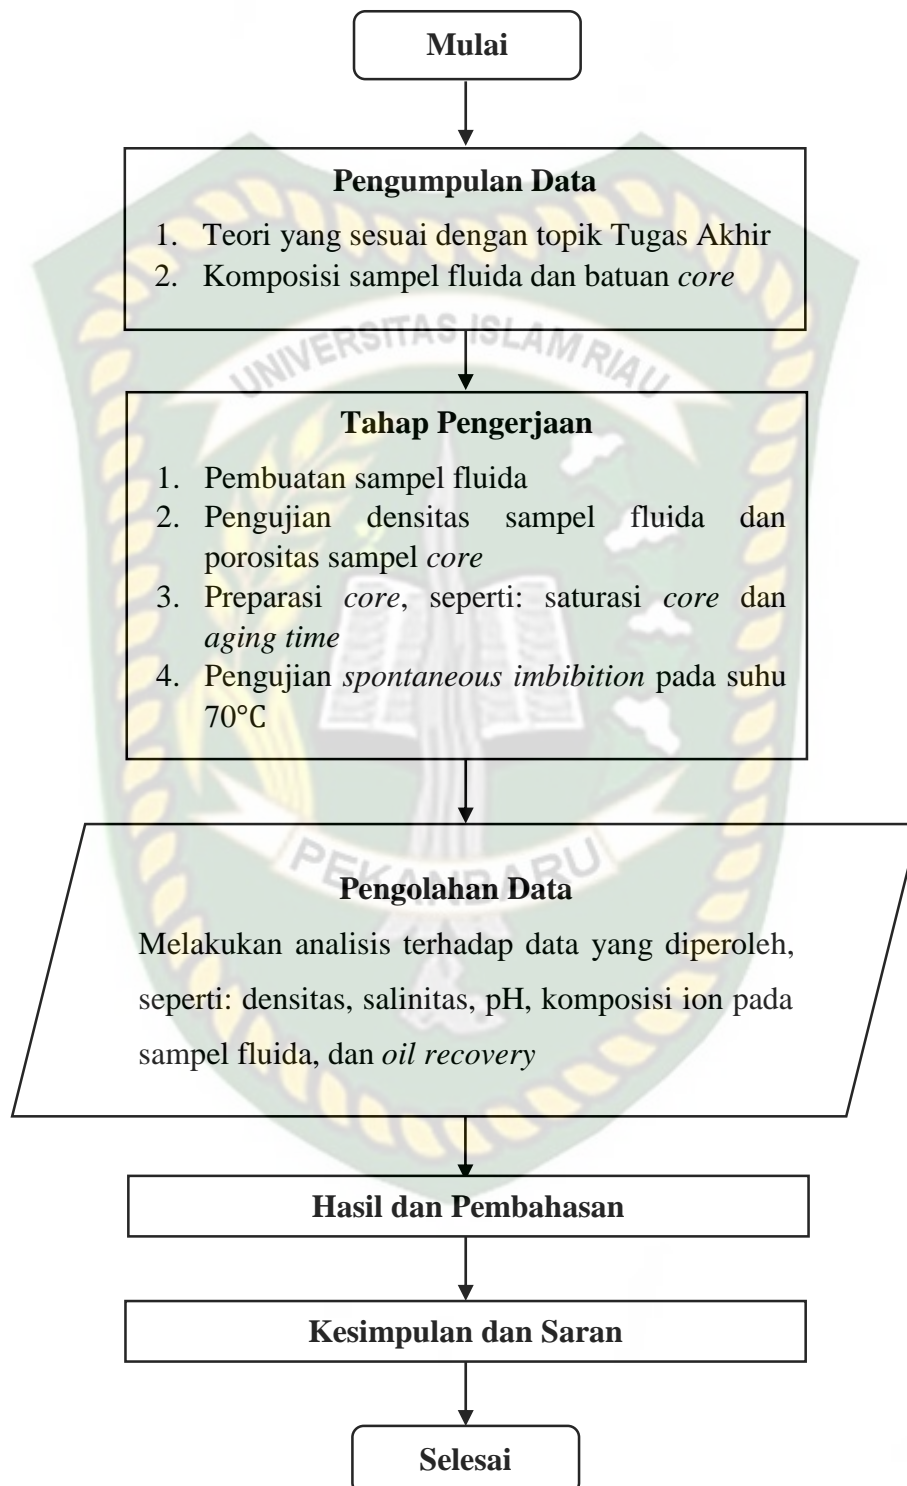 Mulai
Pengumpulan Data
1. Teori yang sesuai dengan topik Tugas Akhir
2. Komposisi sampel fluida dan batuan core
UNIVERSITAS ISLAM RIAU
Tahap Pengerjaan
1. Pembuatan sampel fluida
2. Pengujian densitas sampel fluida dan
porositas sampel core
3. Preparasi core, seperti: saturasi core dan
aging time
4. Pengujian spontaneous imbibition pada suhu
70°C
PEKANBARU
Pengolahan Data
Melakukan analisis terhadap data yang diperoleh,
seperti: densitas, salinitas, pH, komposisi ion pada
sampel fluida, dan oil recovery
Hasil dan Pembahasan
Kesimpulan dan Saran
Selesai